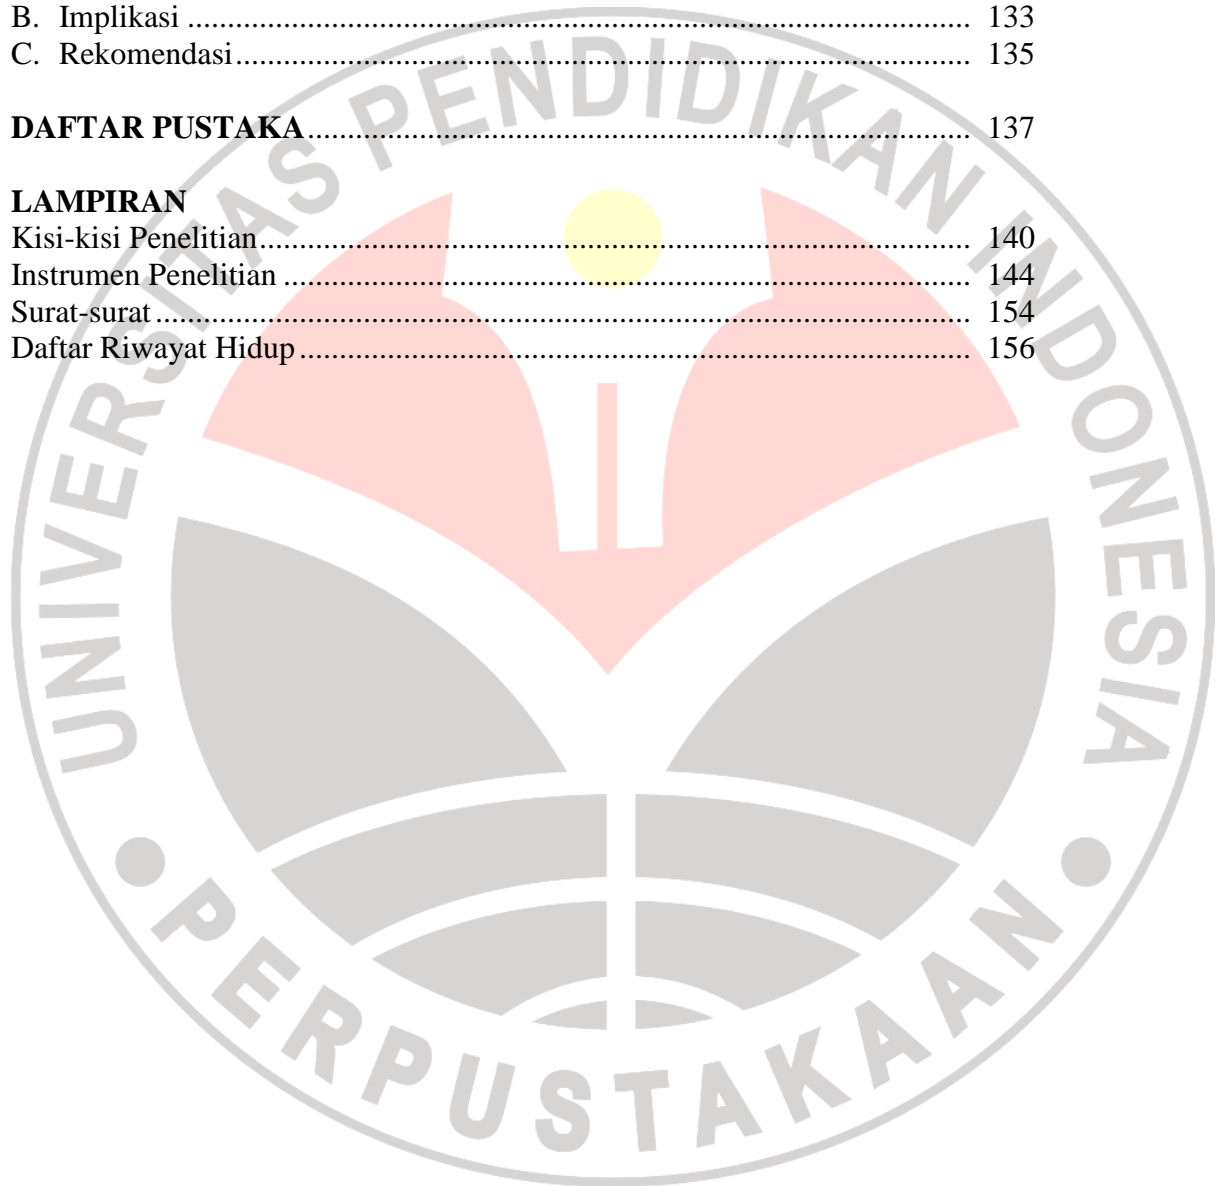 B. Implikasi ........................................................................................................ 133
C. Rekomendasi ................................................................................................. 135
DAFTAR PUSTAKA ........................................................................................ 137
LAMPIRAN
Kisi-kisi Penelitian ............................................................................................. 140
Instrumen Penelitian .......................................................................................... 144
Surat-surat .......................................................................................................... 154
Daftar Riwayat Hidup ........................................................................................ 156
UNIVERSITAS PENDIDIKAN INDONESIA
PERPUSTAKAAN